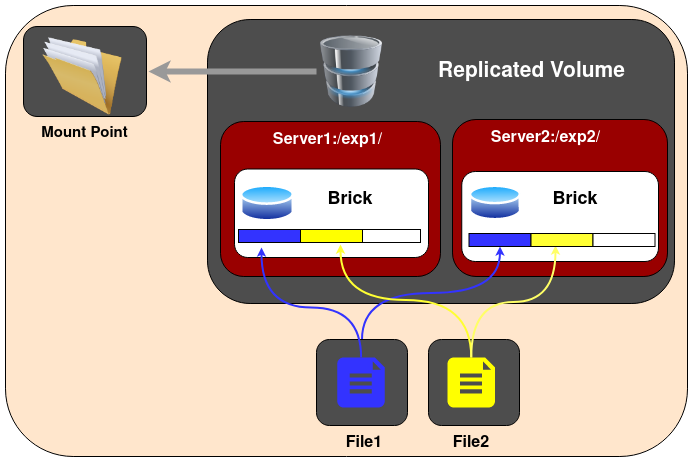 Replicated Volume
Mount Point
Server1:/exp1/
Server2:/exp2/
Brick
Brick
File1
File2